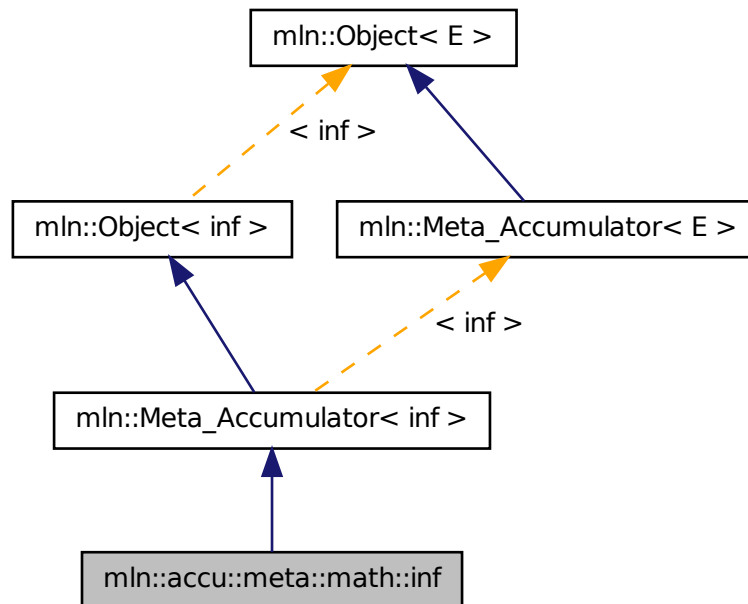 mln::Object< E >
< inf >
mln::Object< inf >
mln::Meta_Accumulator< E >
< inf >
mln::Meta_Accumulator< inf >
mln::accu::meta::math::inf